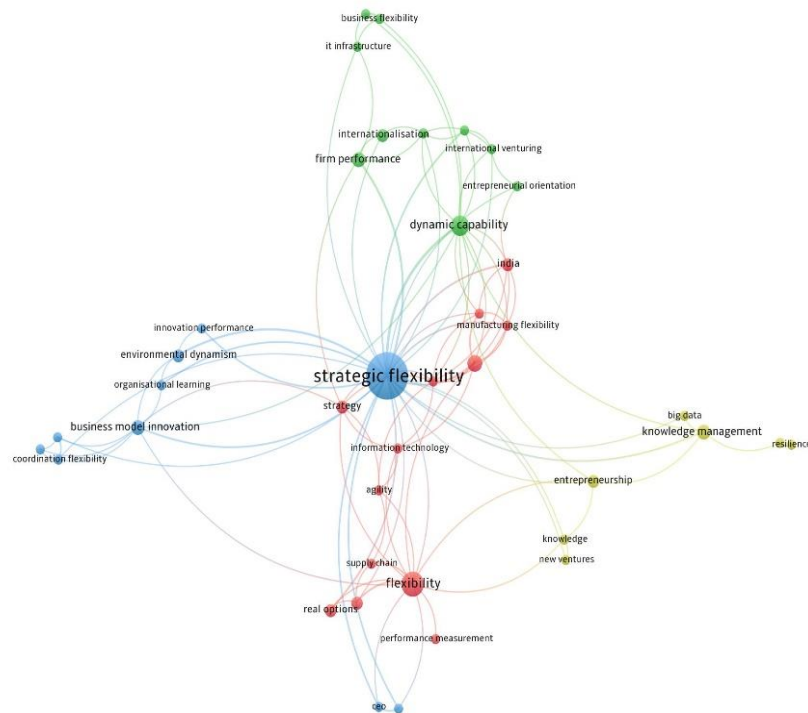 business flexibility
it infrastructure
internationalisation
international venturing
firm performance
entrepreneurial orientation
dynamic capability
india
manufacturing flexibility
innovation performance
environmental dynamism
strategic flexibility
organisational learning
strategy
big data
business model innovation
knowledge management
resilience
information technology
coordination flexibility
entrepreneurship
agility
knowledge
new ventures
supply chain
flexibility
real options
performance measurement
ceo